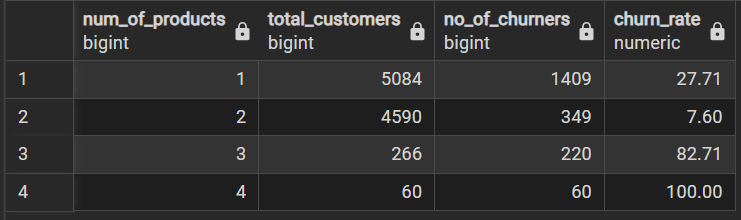 num_of_products total_customers no_of_churners churn_rate
bigint bigint bigint numeric
1 1 5084 1409 27.71
2 2 4590 349 7.60
3 3 266 220 82.71
4 4 60 60 100.00